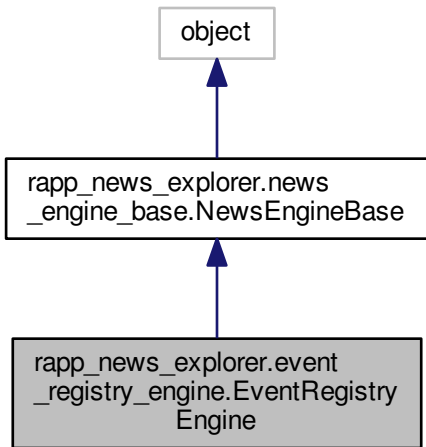 object
rapp_news_explorer.news
_engine_base.NewsEngineBase
rapp_news_explorer.event
_registry_engine.EventRegistry
Engine